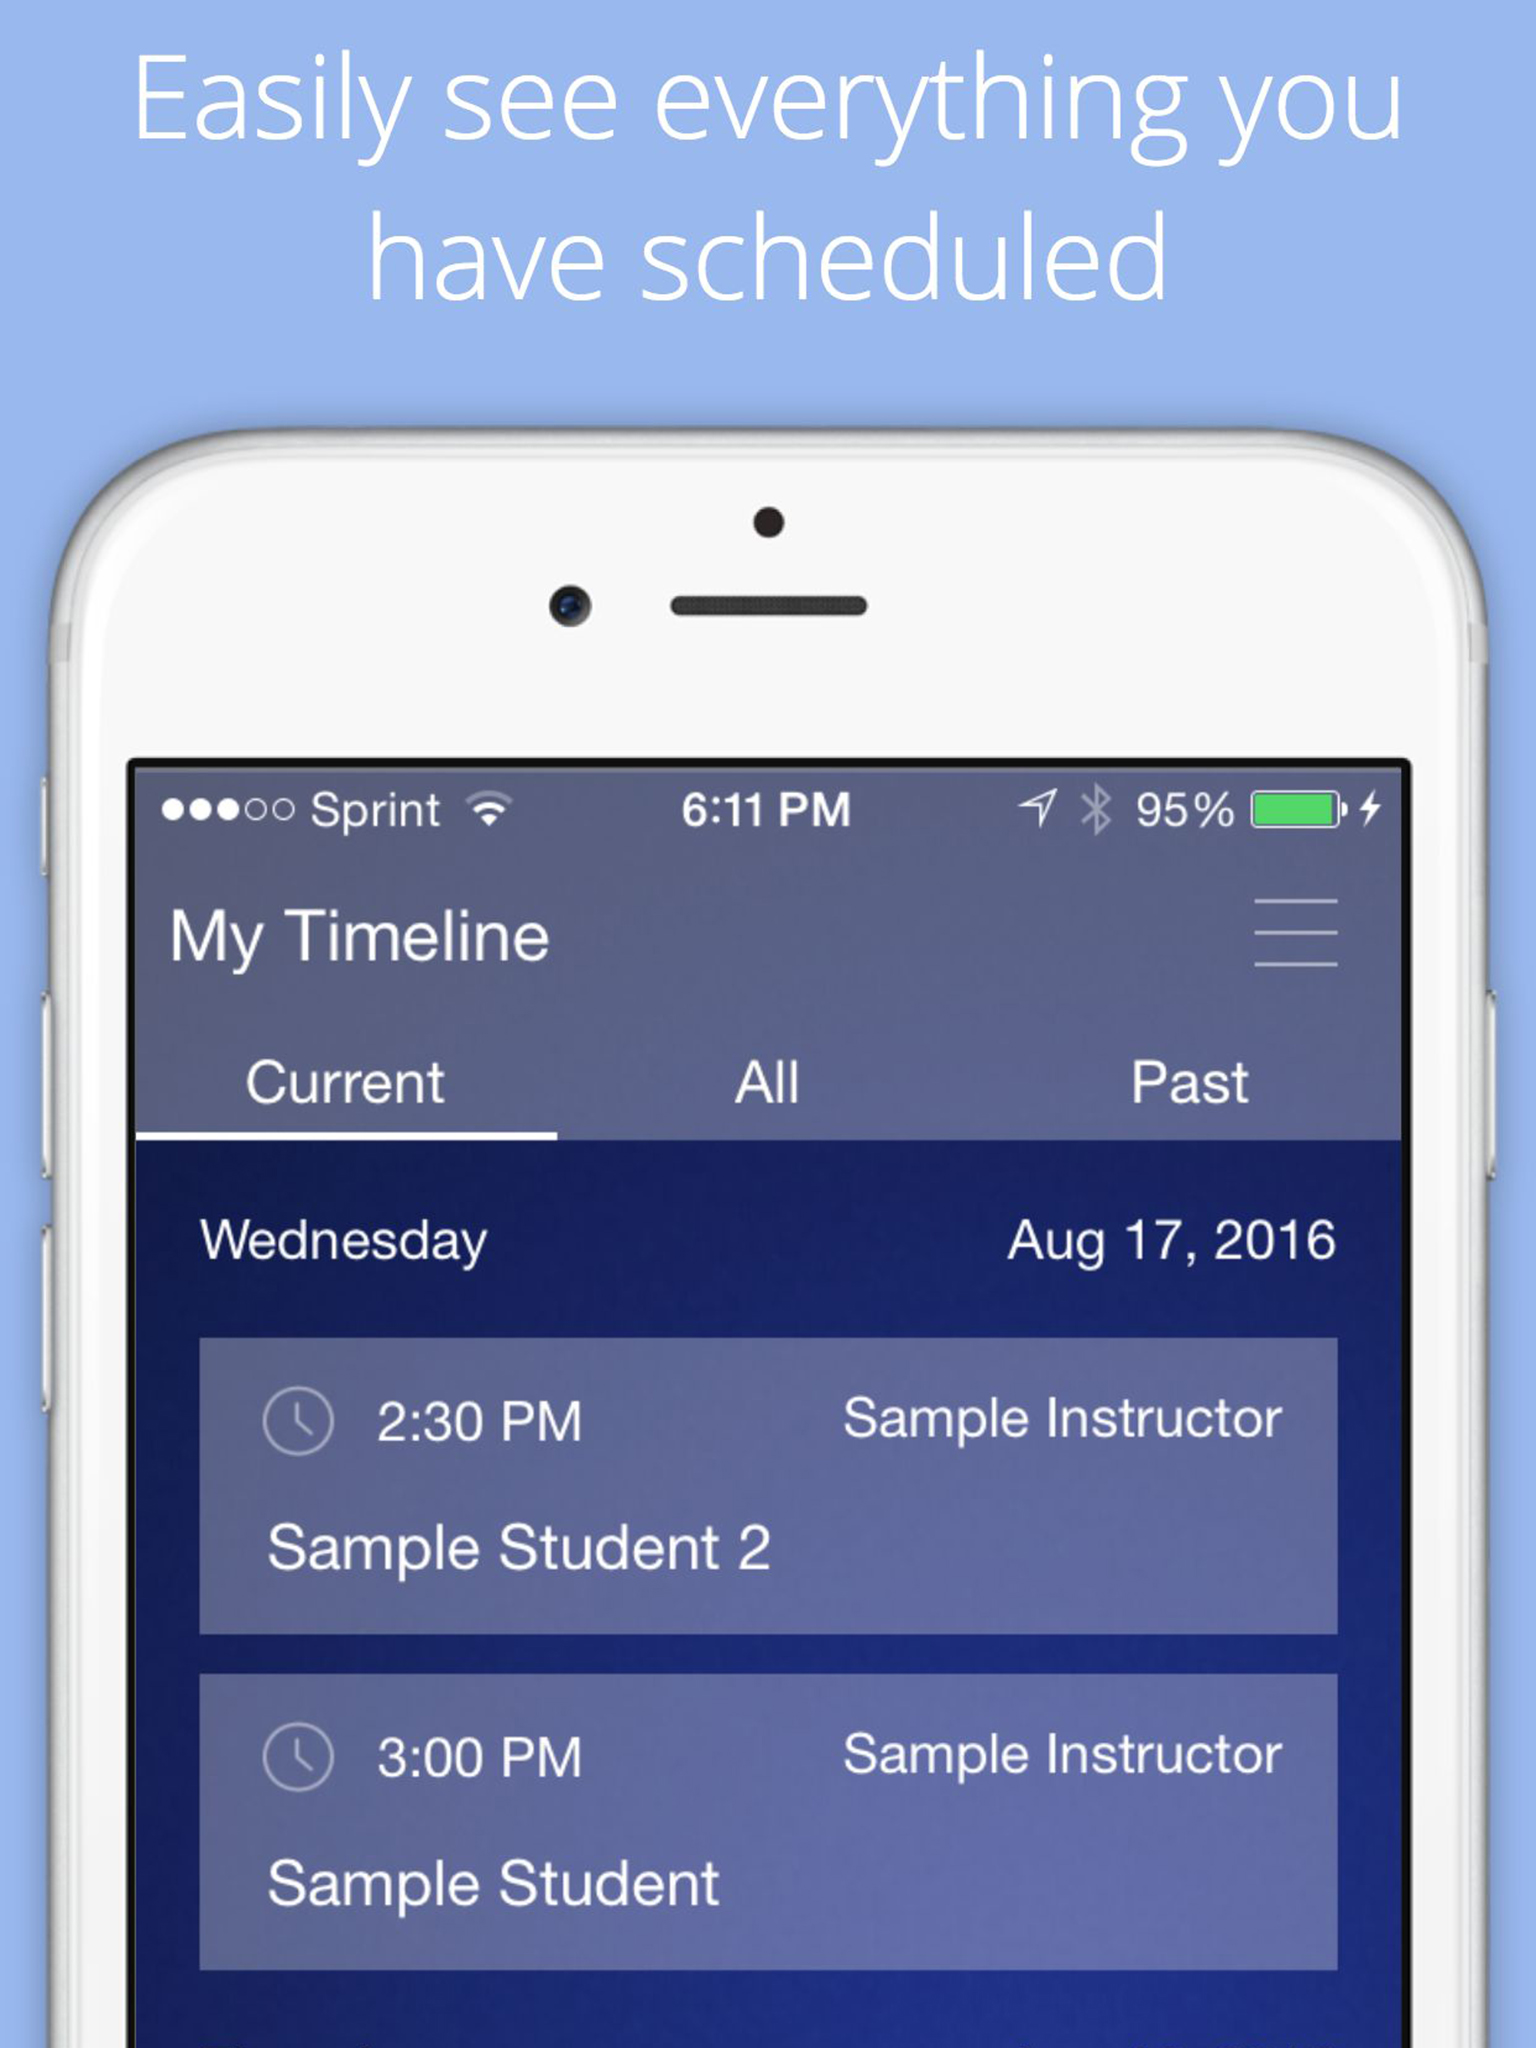 Easily see everything you
have scheduled
Sprint 6:11 PM 95%
My Timeline
Current All Past
Wednesday Aug 17, 2016
2:30 PM Sample Instructor
Sample Student 2
3:00 PM Sample Instructor
Sample Student